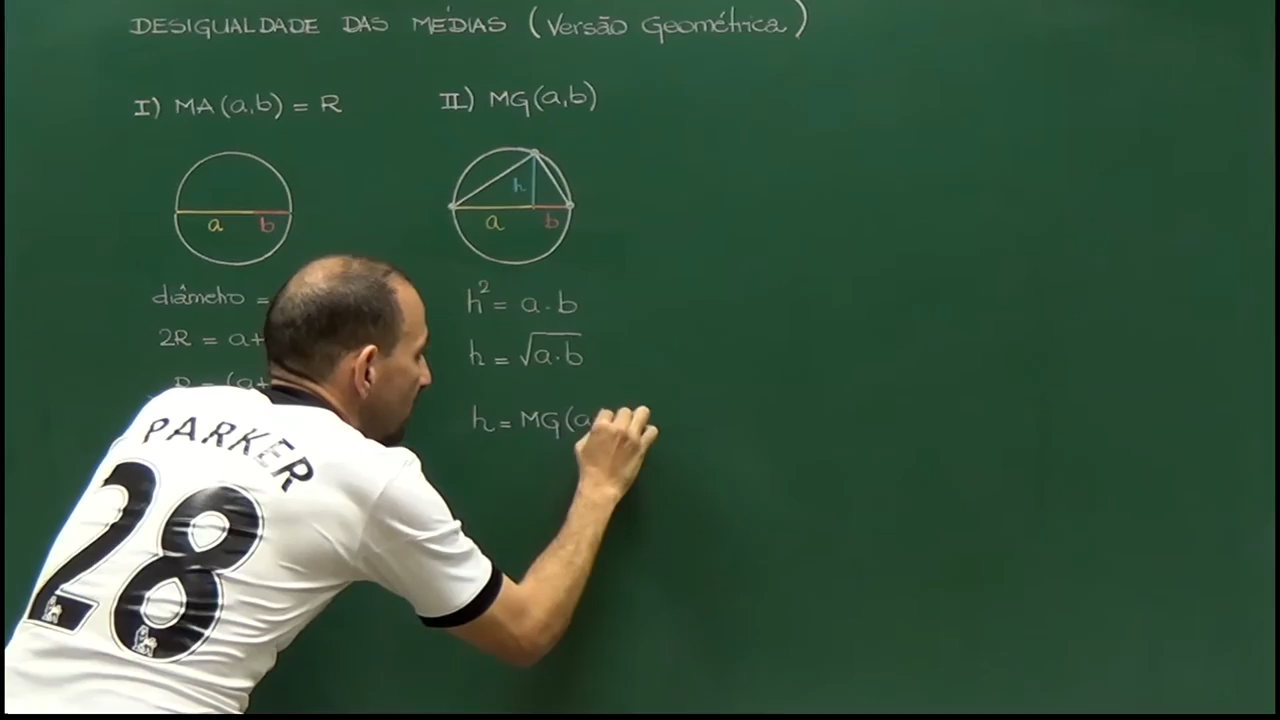 DESIGUALDADE DAS MÉDIAS (Versão Geométrica)
I) MA(a,b) = R
a b
diâmetro =
2R = a+
R = (a+
II) MG(a,b)
h
a b
h² = a·b
h = √a·b
h = MG(a
PARKER
28